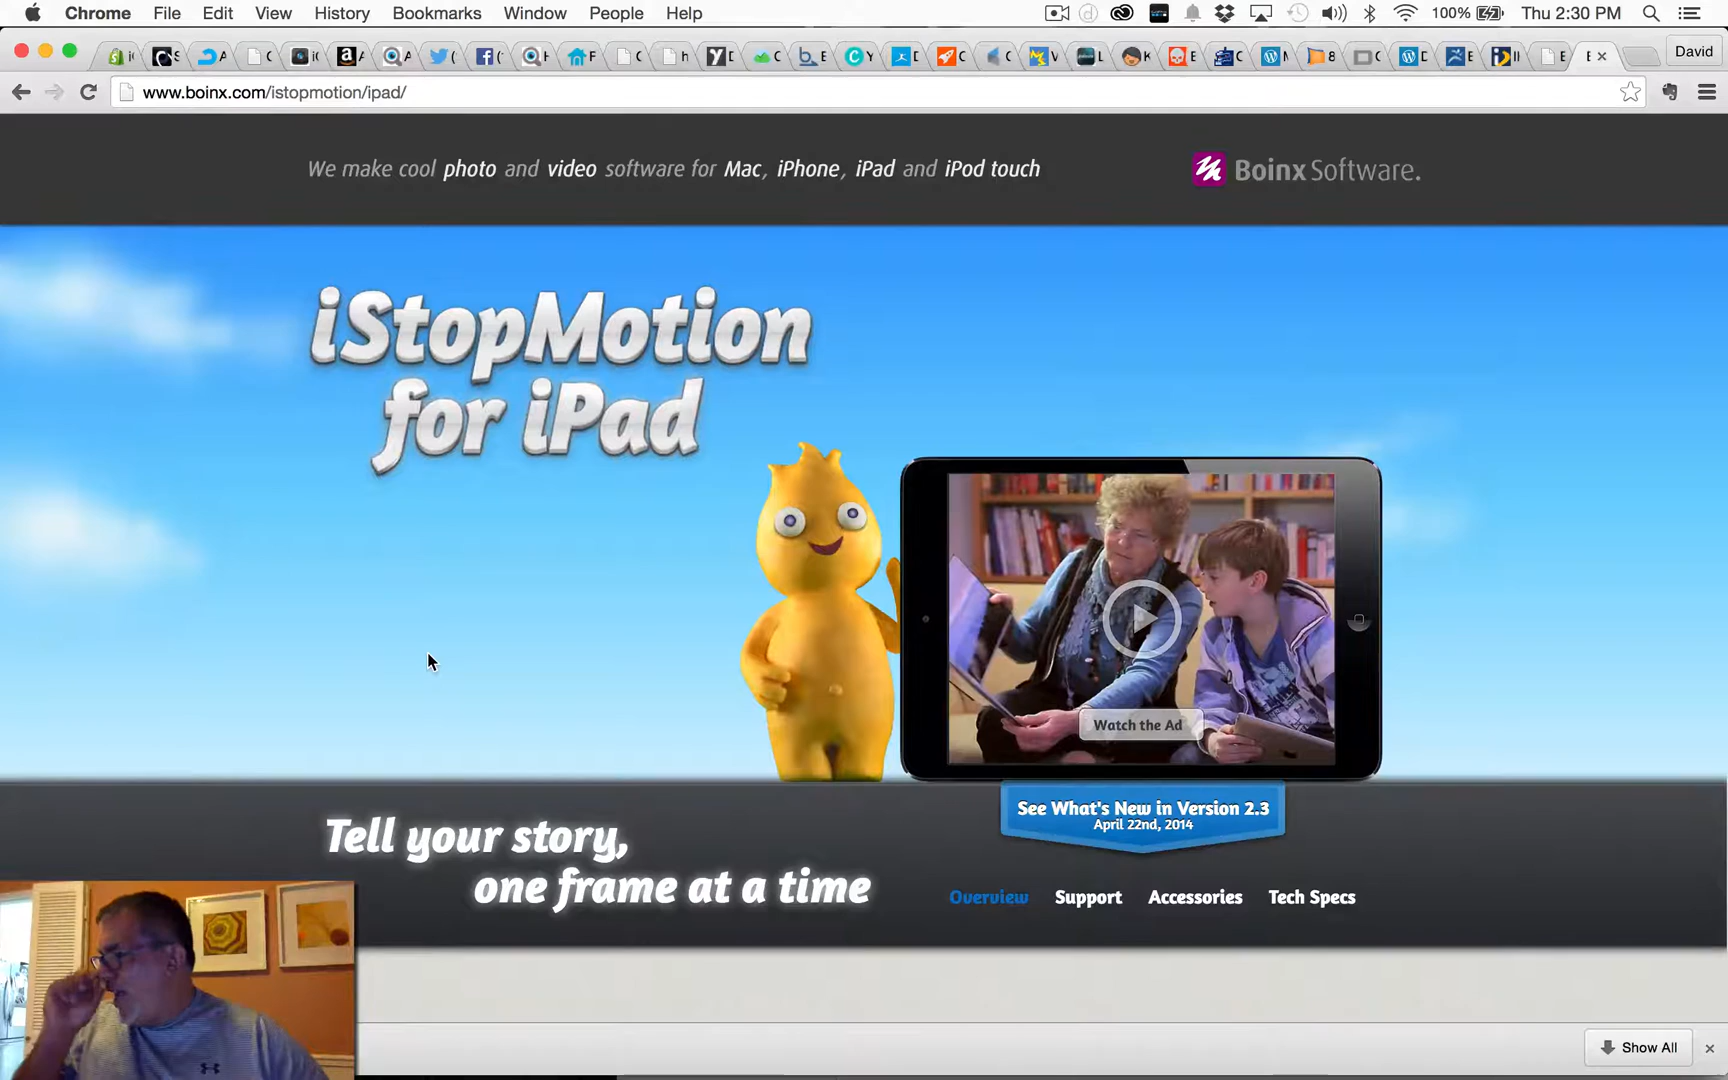 Chrome File Edit View History Bookmarks Window People Help 100% Thu 2:30 PM
David
www.boinx.com/istopmotion/ipad/
We make cool photo and video software for Mac, iPhone, iPad and iPod touch
Boinx Software.
iStopMotion
for iPad
Watch the Ad
See What's New in Version 2.3
April 22nd, 2014
Tell your story,
one frame at a time
Overview Support Accessories Tech Specs
Show All